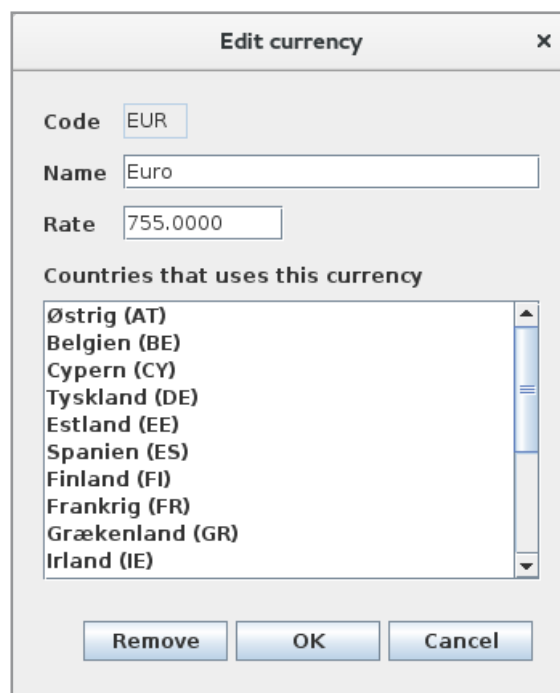 Edit currency ×
Code EUR
Name Euro
Rate 755.0000
Countries that uses this currency
Østrig (AT)
Belgien (BE)
Cypern (CY)
Tyskland (DE)
Estland (EE)
Spanien (ES)
Finland (FI)
Frankrig (FR)
Grækenland (GR)
Irland (IE)
Remove OK Cancel